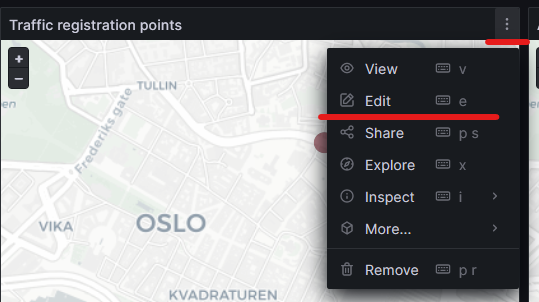 Traffic registration points
+
−
TULLIN
Frederiks gate
VIKA
OSLO
KVADRATUREN
View v
Edit e
Share p s
Explore x
Inspect i
More...
Remove p r